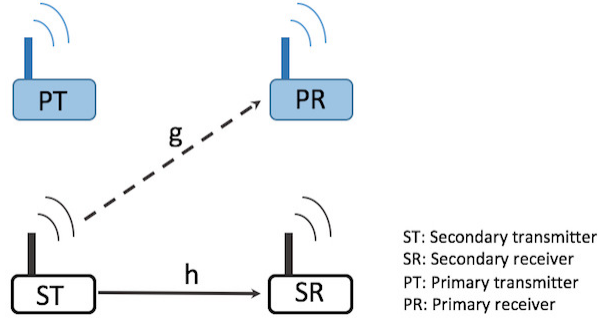 PT
PR
g
h
ST
SR
ST: Secondary transmitter
SR: Secondary receiver
PT: Primary transmitter
PR: Primary receiver